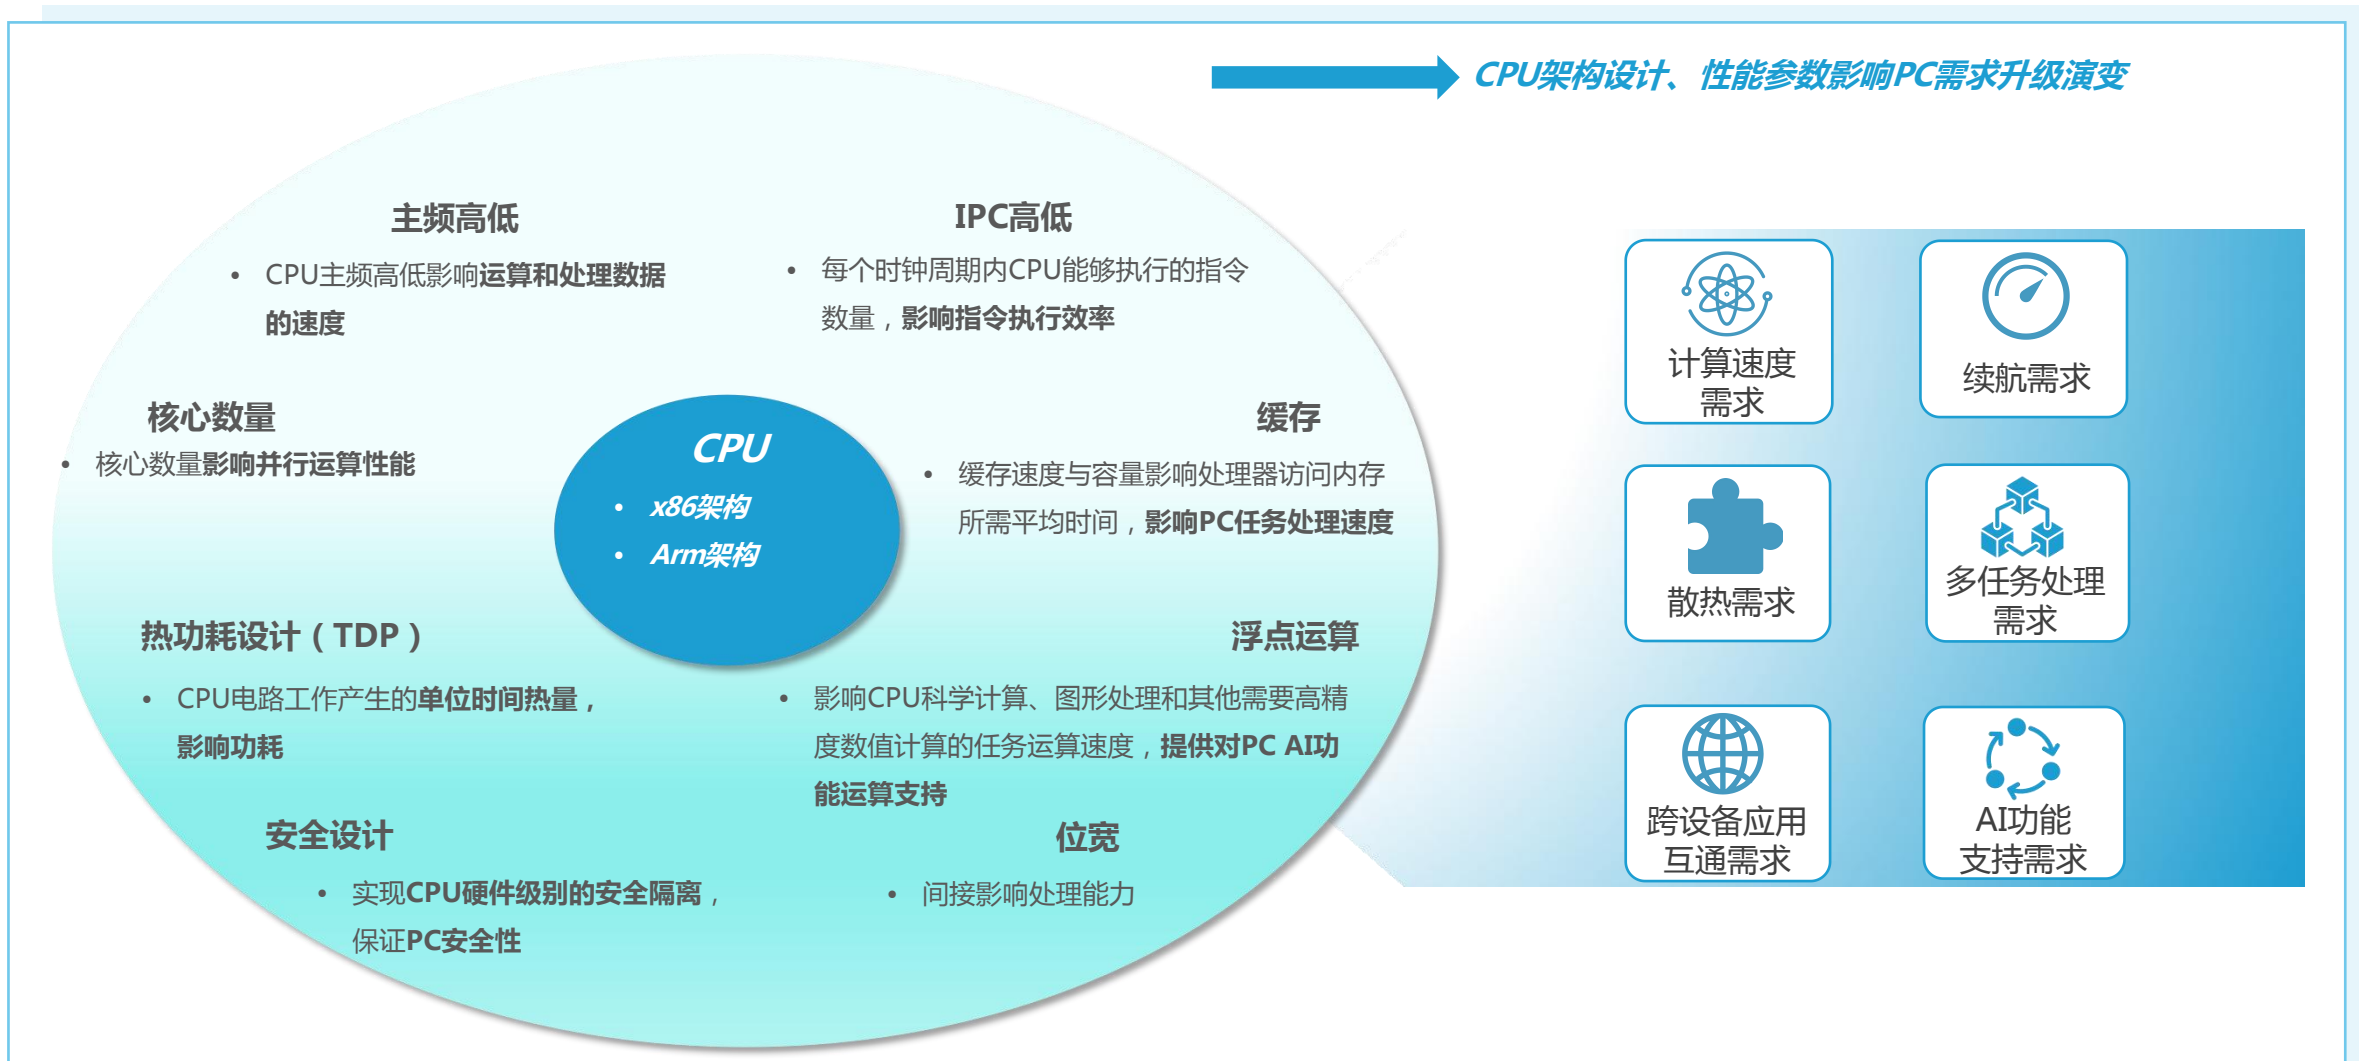 CPU架构设计、性能参数影响PC需求升级演变
主频高低
• CPU主频高低影响运算和处理数据
的速度
IPC高低
• 每个时钟周期内CPU能够执行的指令
数量，影响指令执行效率
核心数量
• 核心数量影响并行运算性能
CPU
• x86架构
• Arm架构
缓存
• 缓存速度与容量影响处理器访问内存
所需平均时间，影响PC任务处理速度
热功耗设计（TDP）
• CPU电路工作产生的单位时间热量，
影响功耗
浮点运算
• 影响CPU科学计算、图形处理和其他需要高精
度数值计算的任务运算速度，提供对PC AI功
能运算支持
安全设计
• 实现CPU硬件级别的安全隔离，
保证PC安全性
位宽
• 间接影响处理能力
计算速度
需求
续航需求
散热需求
多任务处理
需求
跨设备应用
互通需求
AI功能
支持需求